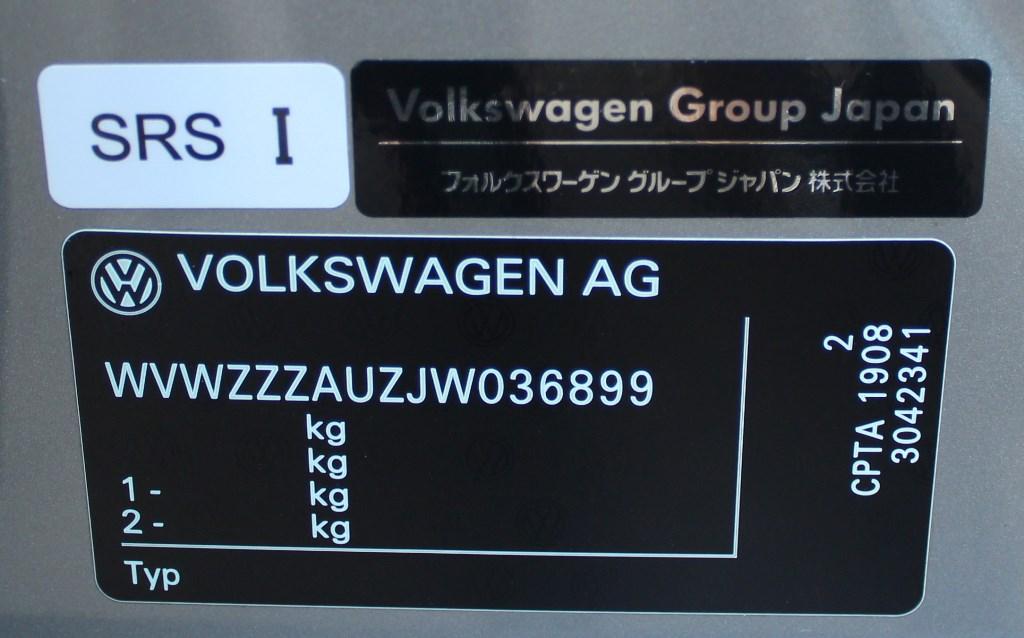 SRS I
Volkswagen Group Japan
フォルクスワーゲン グループ ジャパン 株式会社
VOLKSWAGEN AG
WVWZZZAUZJW036899
kg
kg
1 - kg
2 - kg
Typ
2
CPTA 1908
3042341